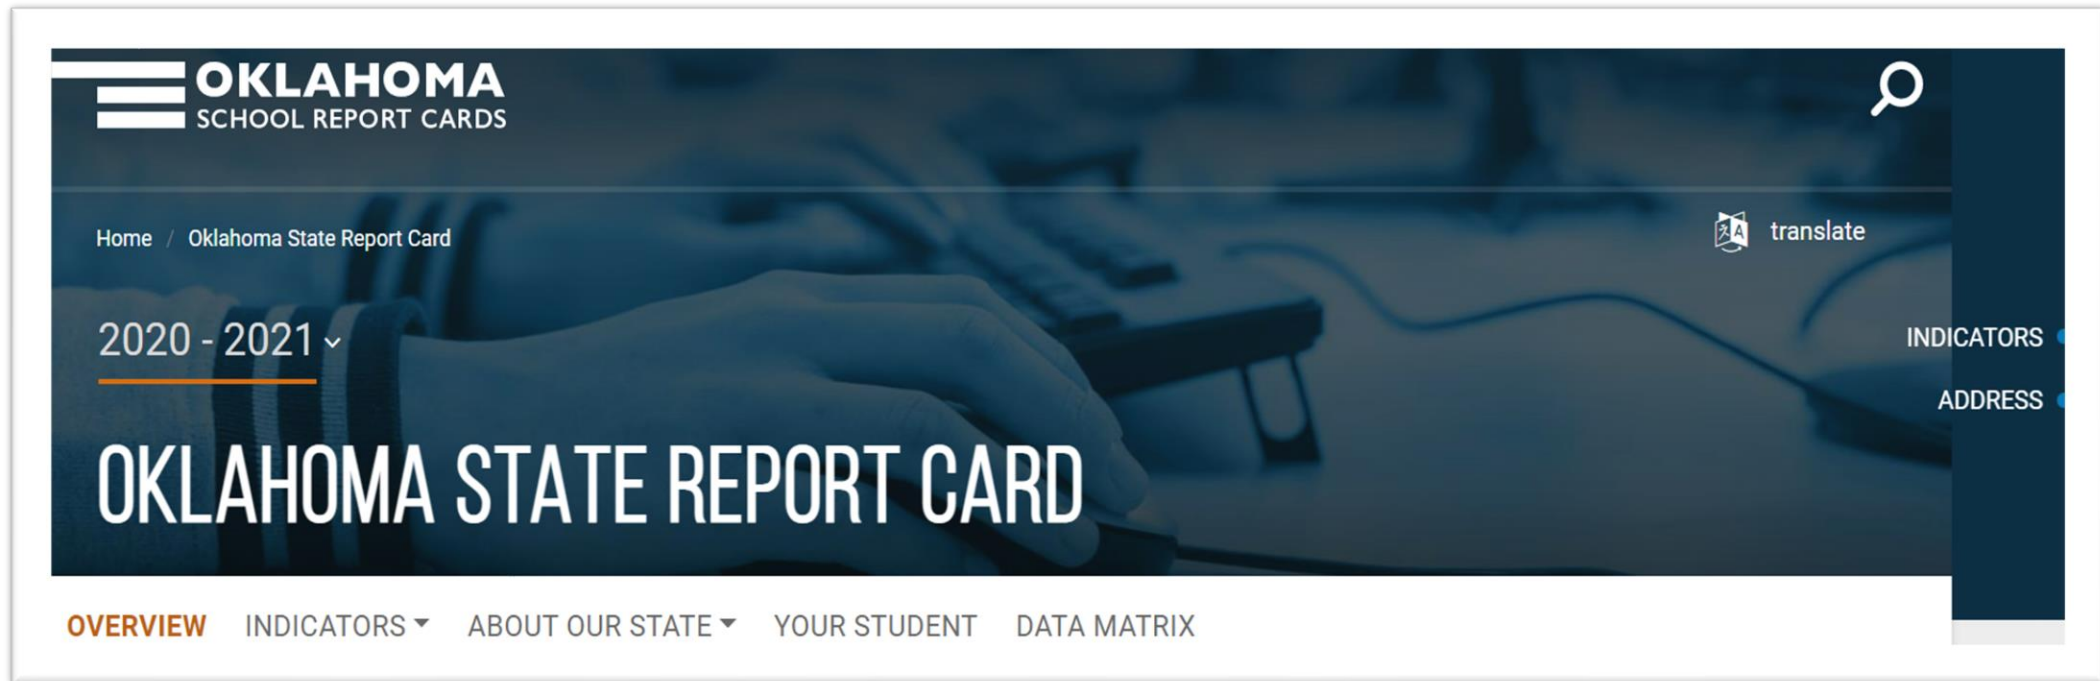 OKLAHOMA
SCHOOL REPORT CARDS
Home / Oklahoma State Report Card
translate
2020 - 2021
INDICATORS
ADDRESS
OKLAHOMA STATE REPORT CARD
OVERVIEW INDICATORS ABOUT OUR STATE YOUR STUDENT DATA MATRIX